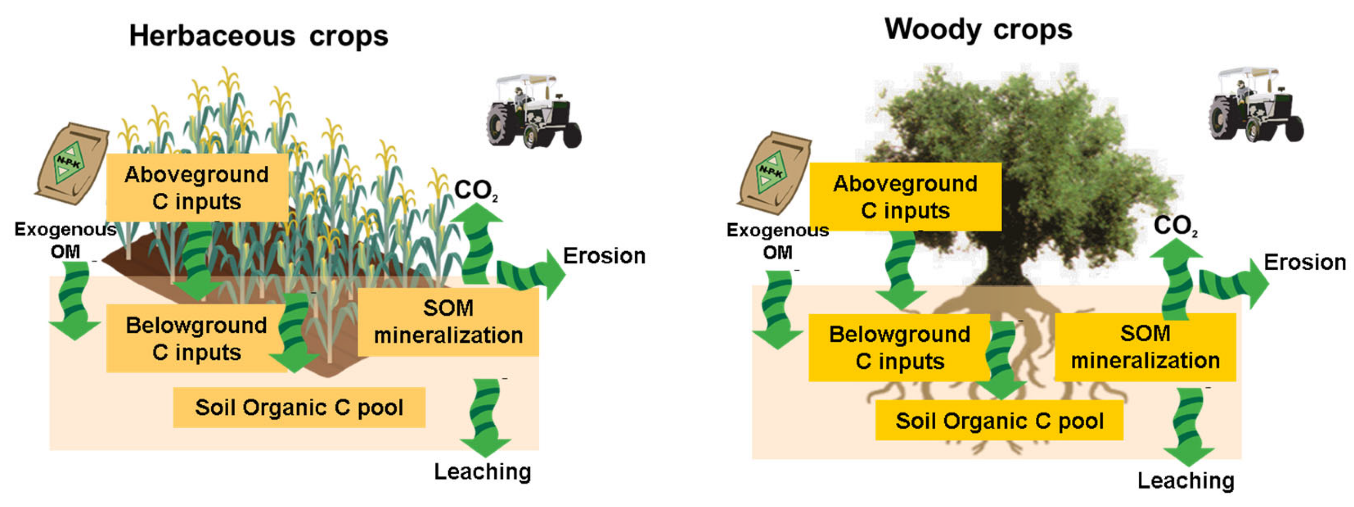 Herbaceous crops
N-P-K
Aboveground
C inputs
CO₂
Exogenous
OM
Erosion
Belowground
C inputs
SOM
mineralization
Soil Organic C pool
Leaching
Woody crops
N-P-K
Aboveground
C inputs
CO₂
Exogenous
OM
Erosion
Belowground
C inputs
SOM
mineralization
Soil Organic C pool
Leaching